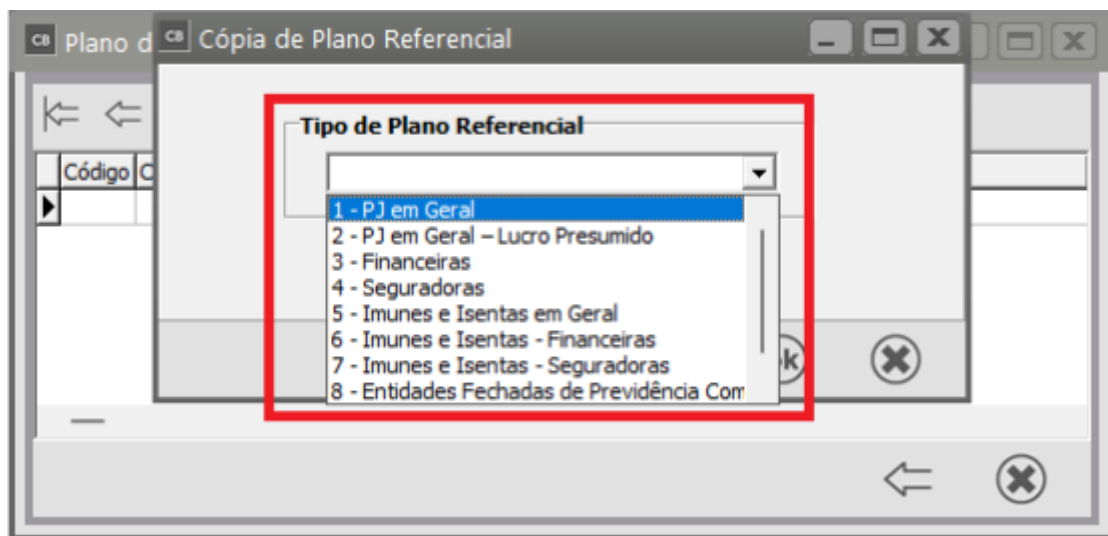 CB Plano d
CB Cópia de Plano Referencial
Tipo de Plano Referencial
Código
1 - PJ em Geral
2 - PJ em Geral – Lucro Presumido
3 - Financeiras
4 - Seguradoras
5 - Imunes e Isentas em Geral
6 - Imunes e Isentas - Financeiras
7 - Imunes e Isentas - Seguradoras
8 - Entidades Fechadas de Previdência Com